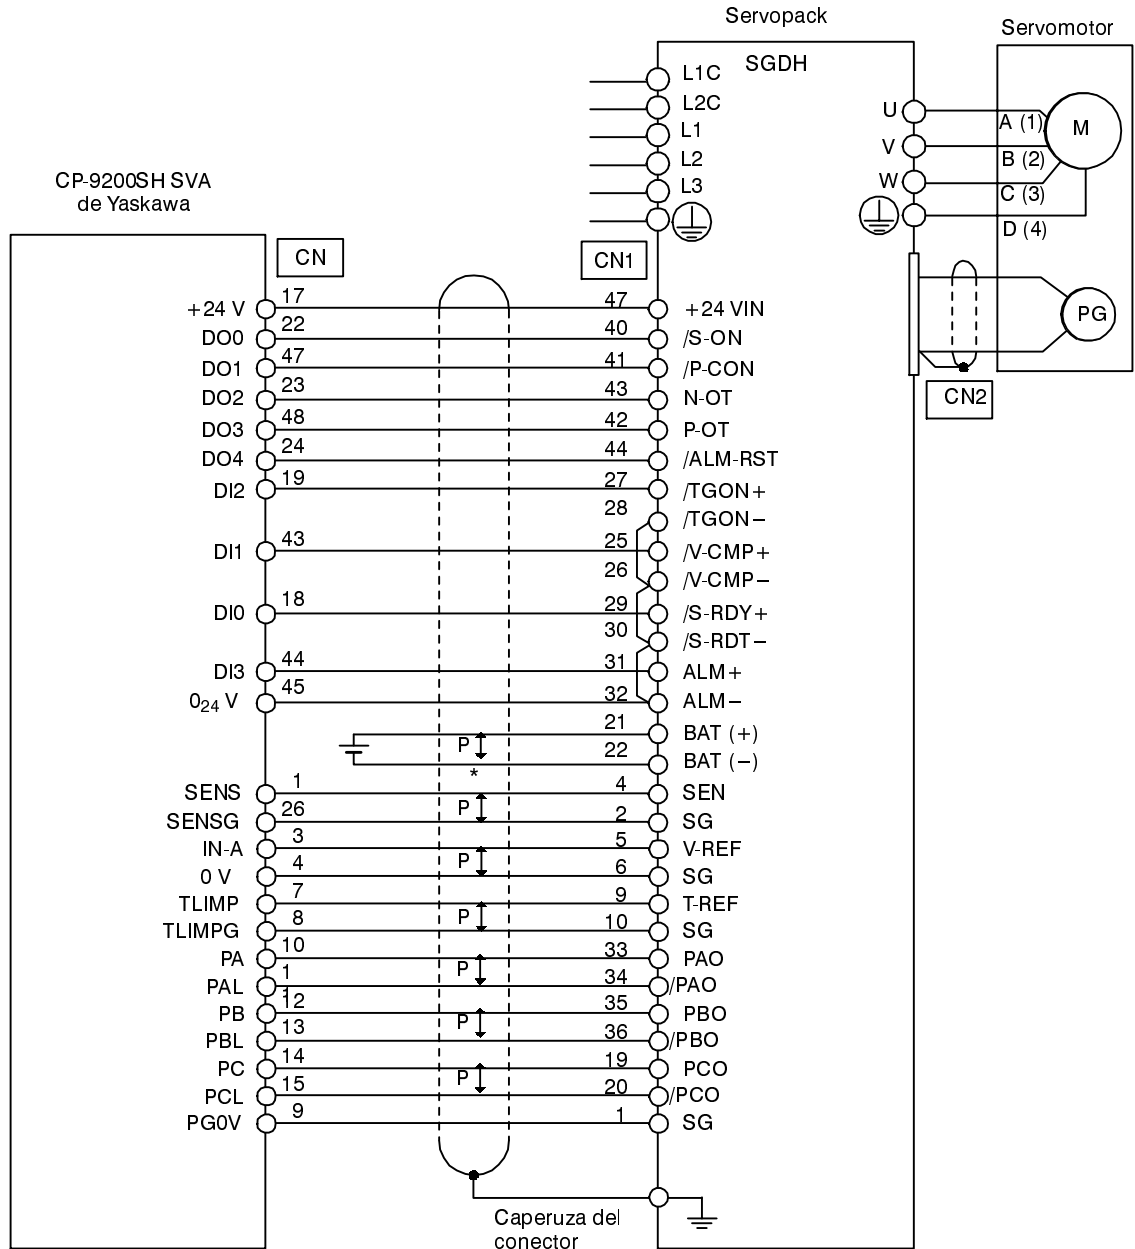 Servopack
Servomotor
SGDH
L1C
L2C
L1
L2
L3
U
V
W
A (1)
B (2)
C (3)
D (4)
M
PG
CN2
CP-9200SH SVA
de Yaskawa
CN
CN1
+24 V 17 47 +24 VIN
DO0 22 40 /S-ON
DO1 47 41 /P-CON
DO2 23 43 N-OT
DO3 48 42 P-OT
DO4 24 44 /ALM-RST
DI2 19 27 /TGON+
28 /TGON−
DI1 43 25 /V-CMP+
26 /V-CMP−
DI0 18 29 /S-RDY+
30 /S-RDT−
DI3 44 31 ALM+
0₂₄ V 45 32 ALM−
21 BAT (+)
P
22 BAT (−)
*
SENS 1 4 SEN
P
SENSG 26 2 SG
IN-A 3 5 V-REF
P
0 V 4 6 SG
TLIMP 7 9 T-REF
P
TLIMPG 8 10 SG
PA 10 33 PAO
P
PAL 1 34 /PAO
1
PB 12 35 PBO
P
PBL 13 36 /PBO
PC 14 19 PCO
P
PCL 15 20 /PCO
PG0V 9 1 SG
Caperuza del
conector